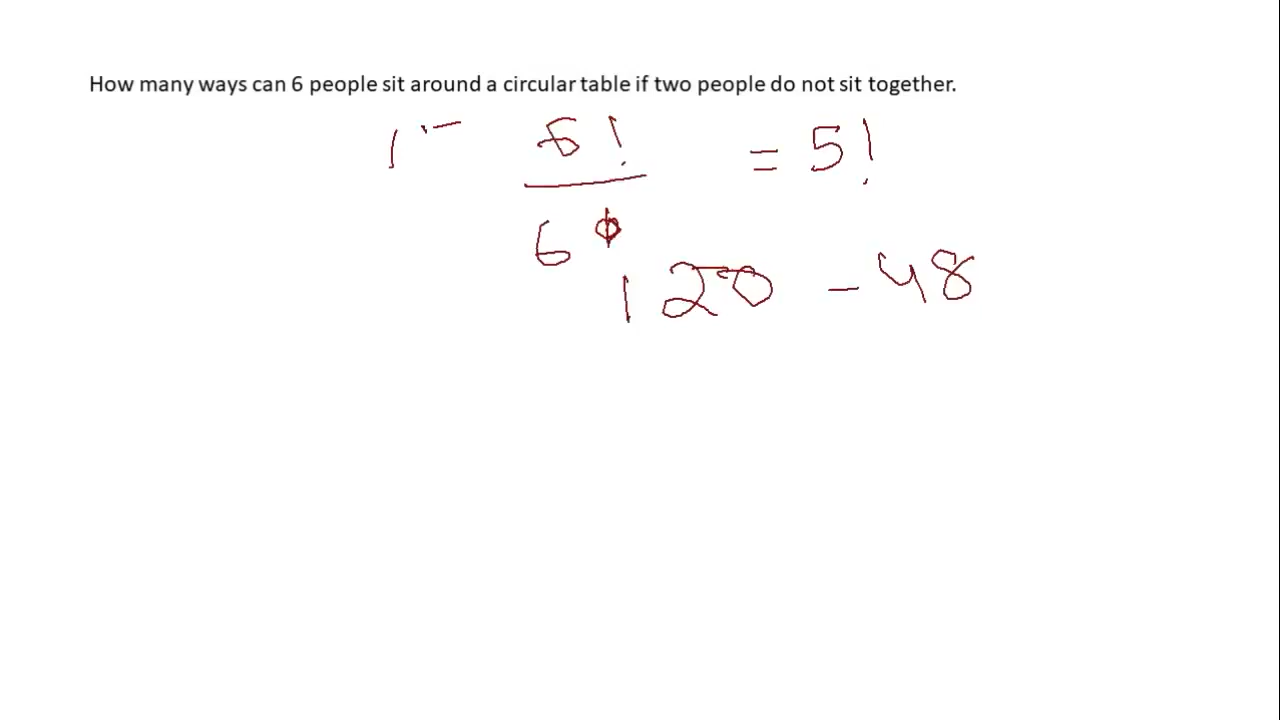 How many ways can 6 people sit around a circular table if two people do not sit together.
6! = 5!
6
120 - 48